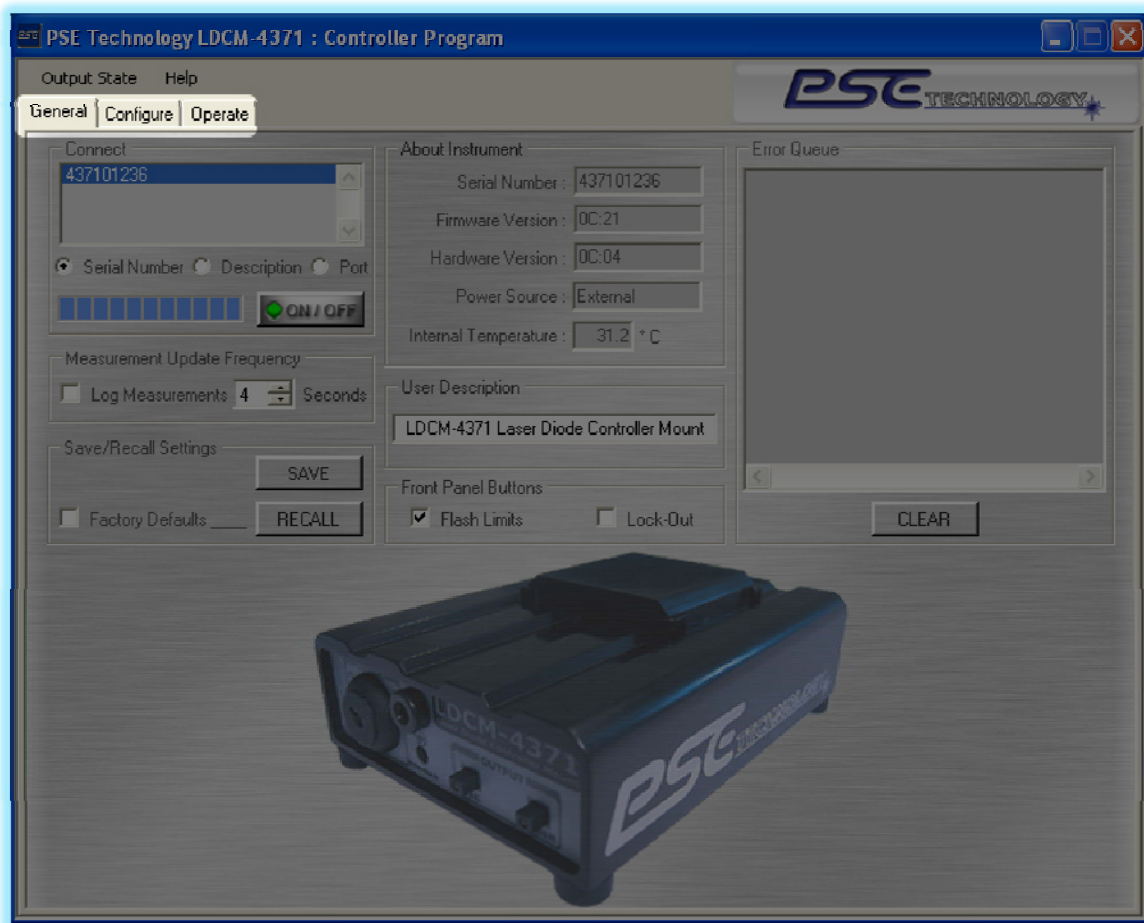 PSE Technology LDCM-4371 : Controller Program
Output State Help
PSE TECHNOLOGY
General Configure Operate
Connect
437101236
Serial Number Description Port
ON / OFF
Measurement Update Frequency
Log Measurements 4 Seconds
Save/Recall Settings
SAVE
Factory Defaults ____ RECALL
About Instrument
Serial Number : 437101236
Firmware Version : 0C:21
Hardware Version : 0C:04
Power Source : External
Internal Temperature : 31.2 ° C
User Description
LDCM-4371 Laser Diode Controller Mount
Front Panel Buttons
Flash Limits Lock-Out
Error Queue
CLEAR
LDCM-4371
OUTPUT
PSE TECHNOLOGY